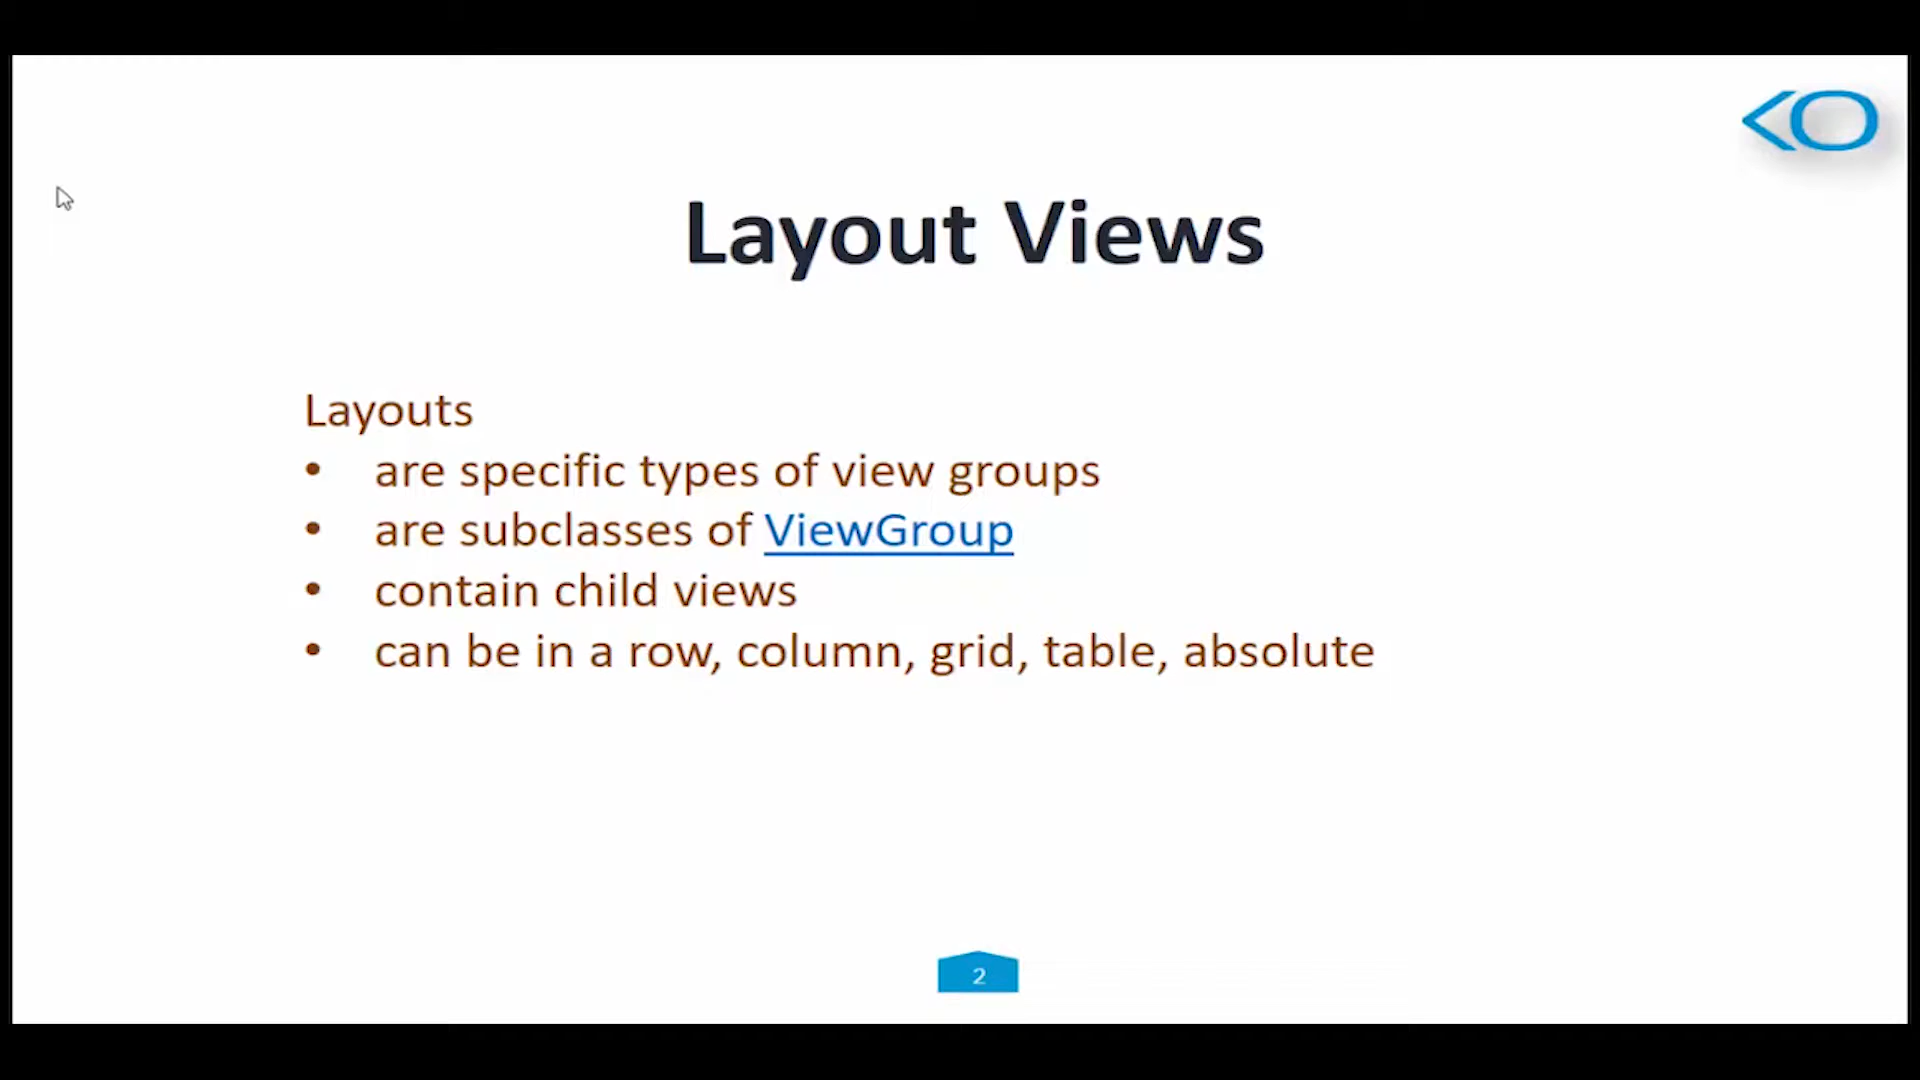 Layout Views
Layouts
• are specific types of view groups
• are subclasses of ViewGroup
• contain child views
• can be in a row, column, grid, table, absolute
2